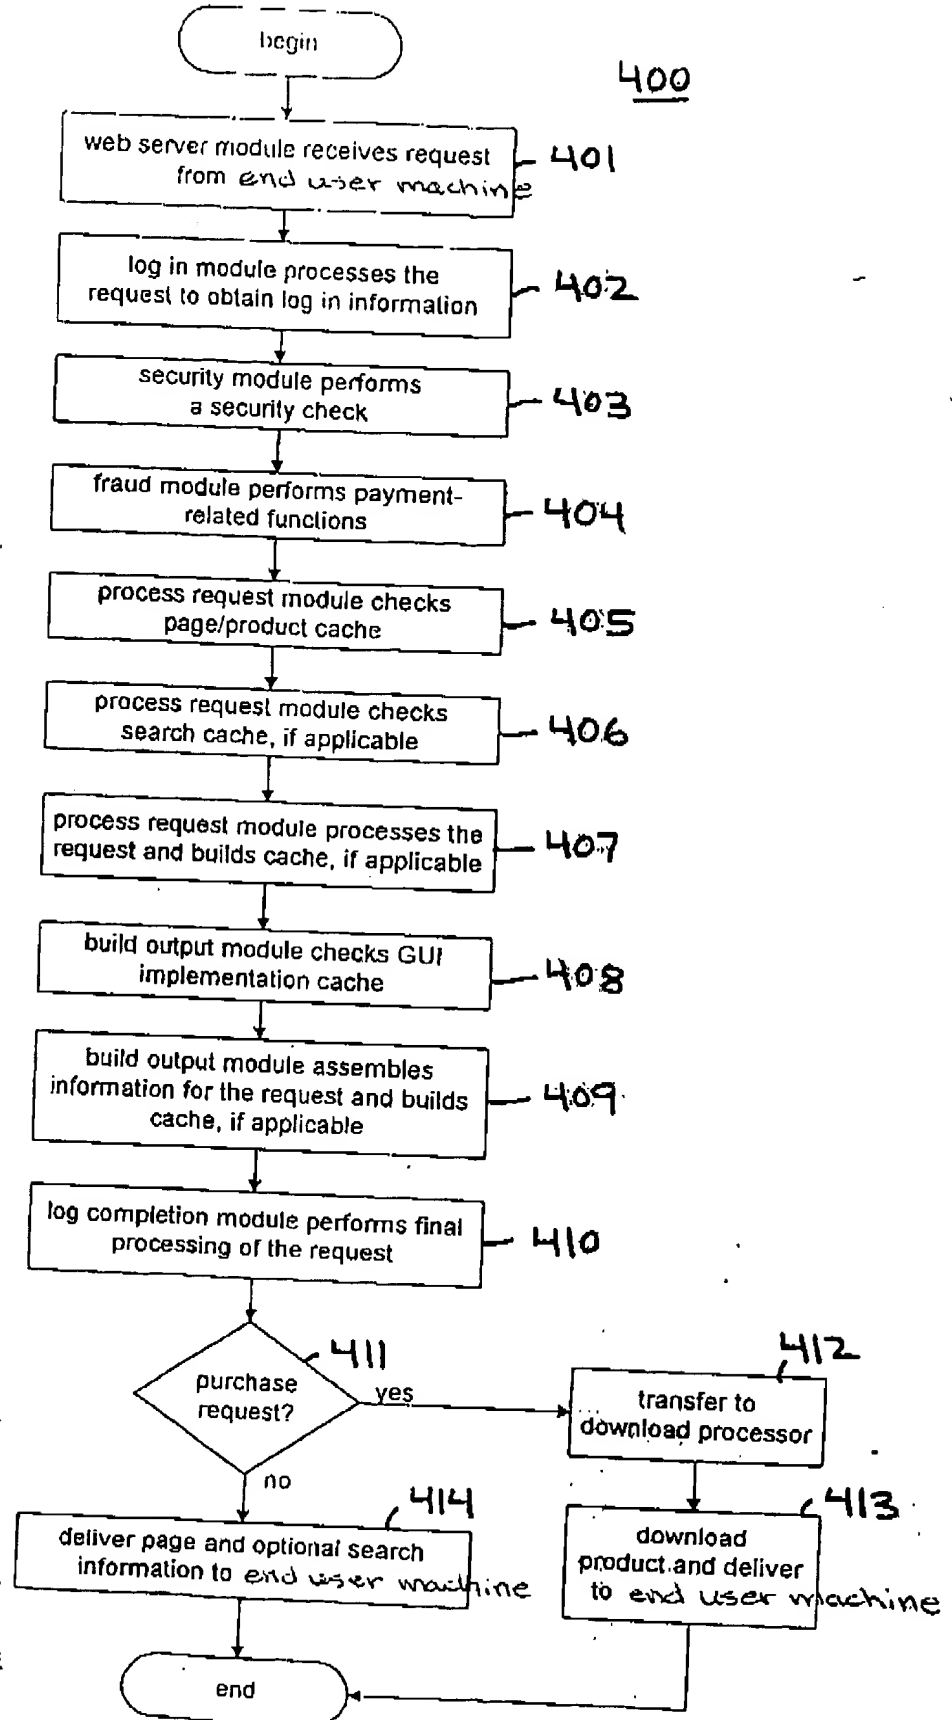 begin
400
web server module receives request
from end user machine
401
log in module processes the
request to obtain log in information
402
security module performs
a security check
403
fraud module performs payment-
related functions
404
process request module checks
page/product cache
405
process request module checks
search cache, if applicable
406
process request module processes the
request and builds cache, if applicable
407
build output module checks GUI
implementation cache
408
build output module assembles
information for the request and builds
cache, if applicable
409
log completion module performs final
processing of the request
410
411
purchase
request?
yes
412
transfer to
download processor
no
414
deliver page and optional search
information to end user machine
413
download
product and deliver
to end user machine
end